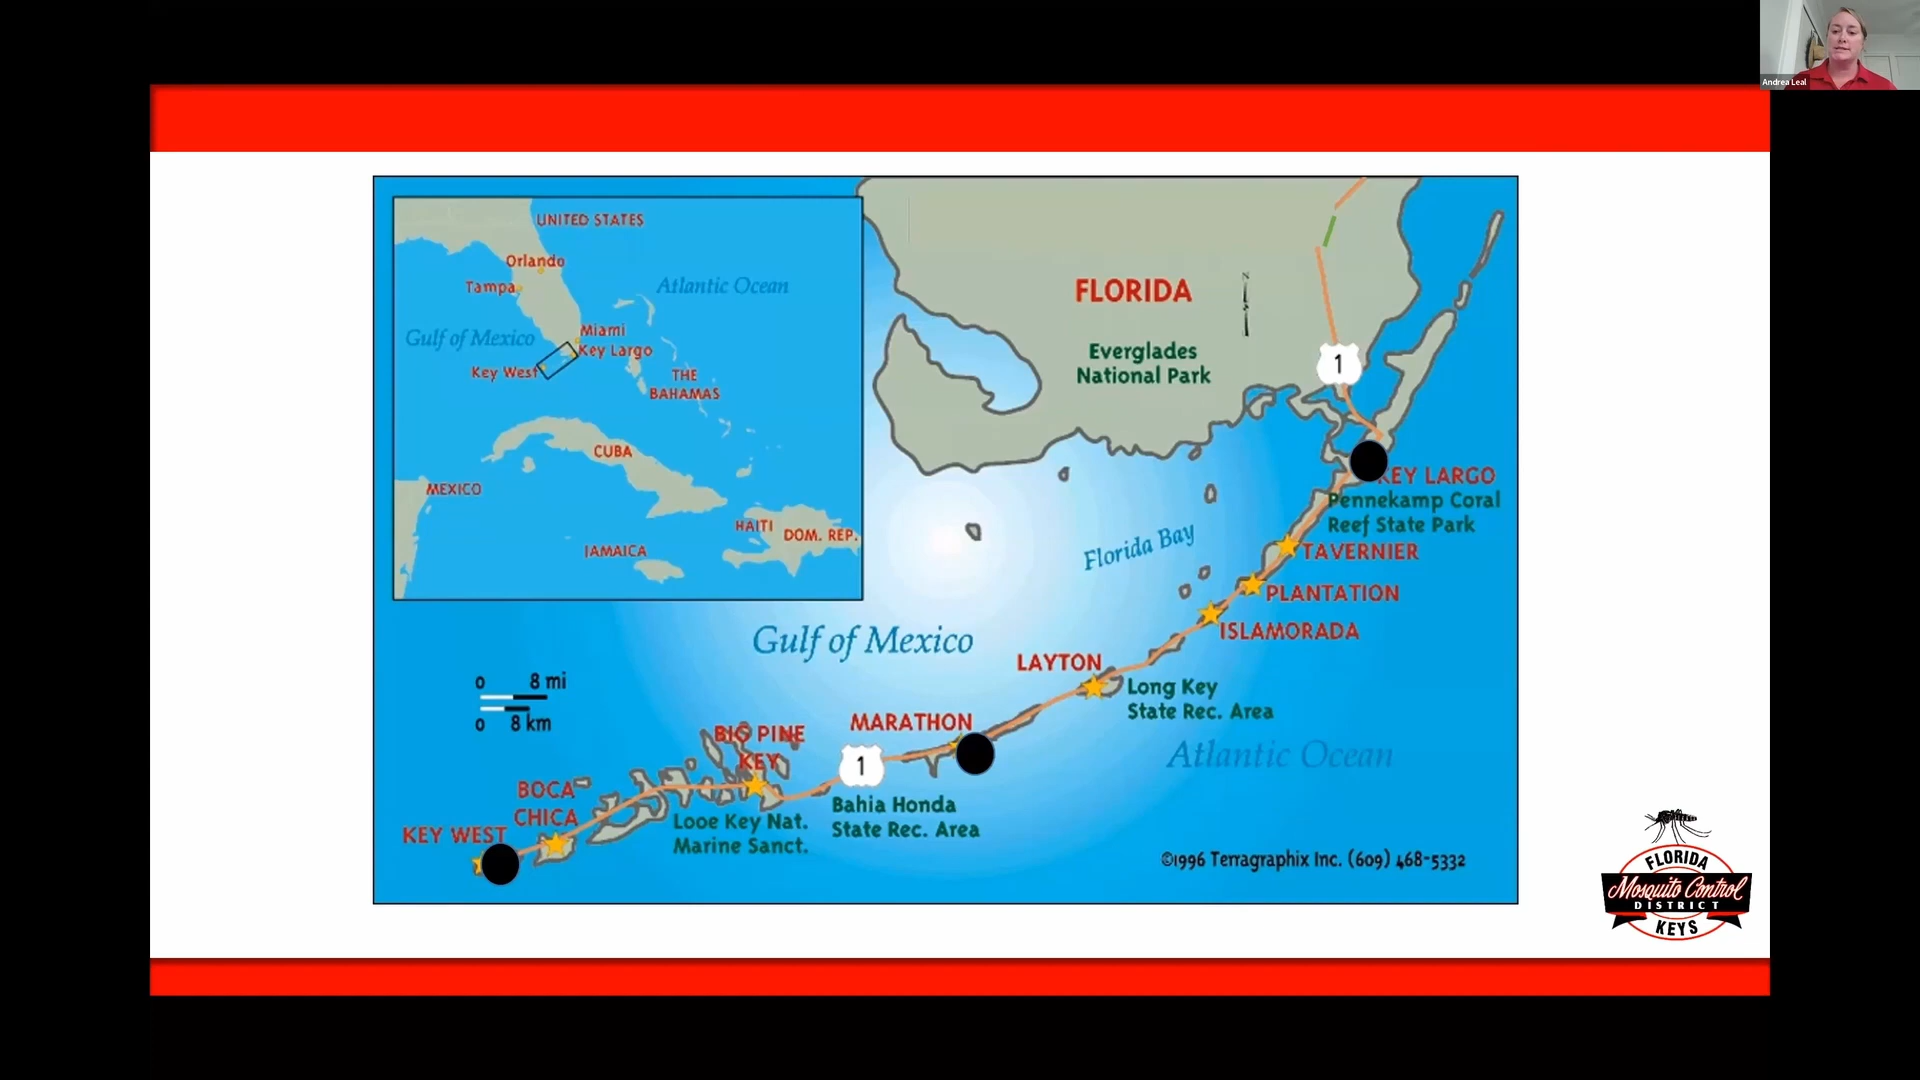 Andrea Leal
UNITED STATES
Orlando
Tampa
Atlantic Ocean
Gulf of Mexico
Miami
Key Largo
Key West
THE
BAHAMAS
CUBA
MEXICO
HAITI
DOM. REP.
JAMAICA
FLORIDA
N
Everglades
National Park
1
KEY LARGO
Pennekamp Coral
Reef State Park
Florida Bay
TAVERNIER
PLANTATION
ISLAMORADA
Gulf of Mexico
LAYTON
Long Key
State Rec. Area
0 8 mi
0 8 km
MARATHON
BIG PINE
KEY
1
Atlantic Ocean
BOCA
CHICA
Bahia Honda
State Rec. Area
Looe Key Nat.
Marine Sanct.
KEY WEST
©1996 Terragraphix Inc. (609) 468-5332
FLORIDA
Mosquito Control
DISTRICT
KEYS